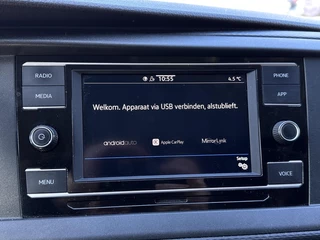 10:55
4.5 °C
RADIO
MEDIA
MENU
Welkom. Apparaat via USB verbinden, alstublieft.
androidauto
Apple CarPlay
MirrorLink
Setup
PHONE
APP
VOICE